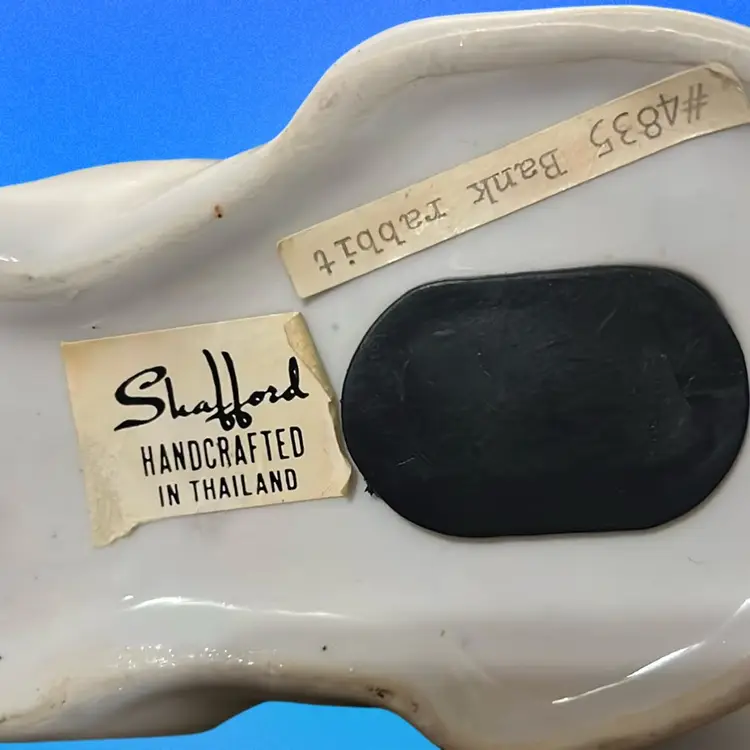 #4835 Bank rabbit
Shafford
HANDCRAFTED
IN THAILAND